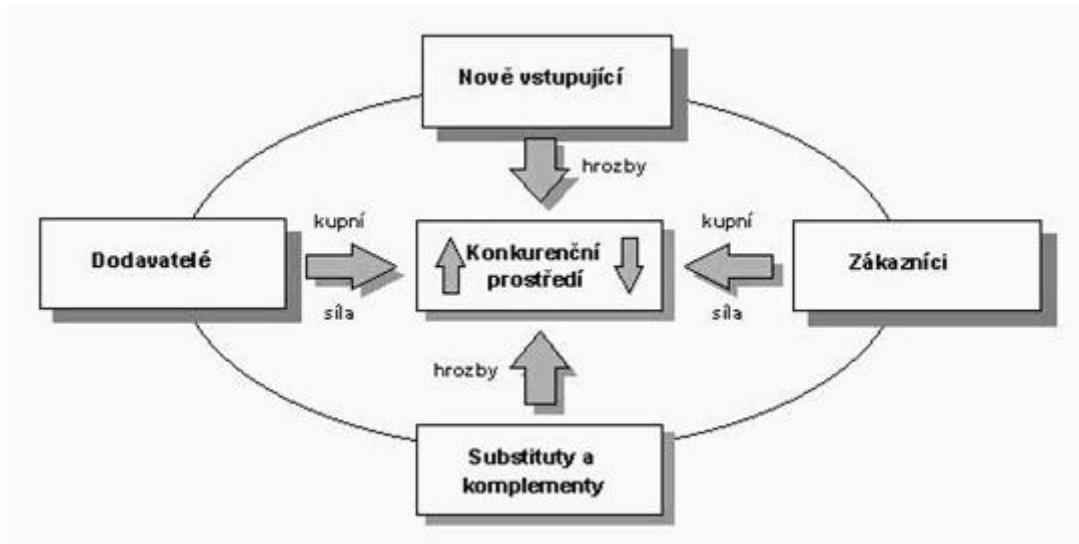 Nově vstupující
hrozby
kupní
kupní
Dodavatelé
Konkurenční
prostředí
Zákazníci
síla
síla
hrozby
Substituty a
komplementy